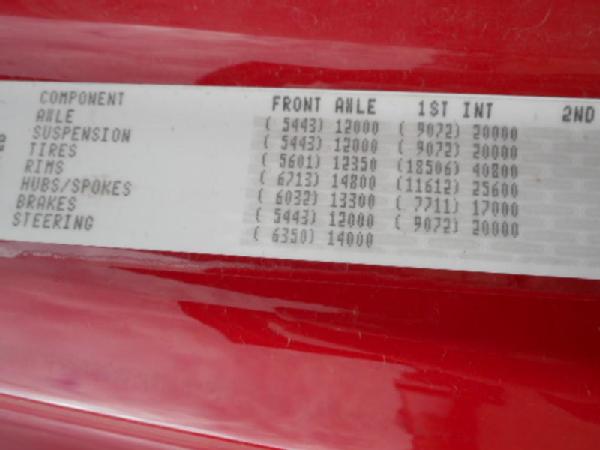 COMPONENT FRONT AXLE 1ST INT 2ND
AXLE ( 5443) 12000 ( 9072) 20000
SUSPENSION ( 5443) 12000 ( 9072) 20000
TIRES ( 5601) 12350 (18506) 40800
RIMS ( 6713) 14800 (11612) 25600
HUBS/SPOKES ( 6032) 13300 ( 7711) 17000
BRAKES ( 5443) 12000 ( 9072) 20000
STEERING ( 6350) 14000